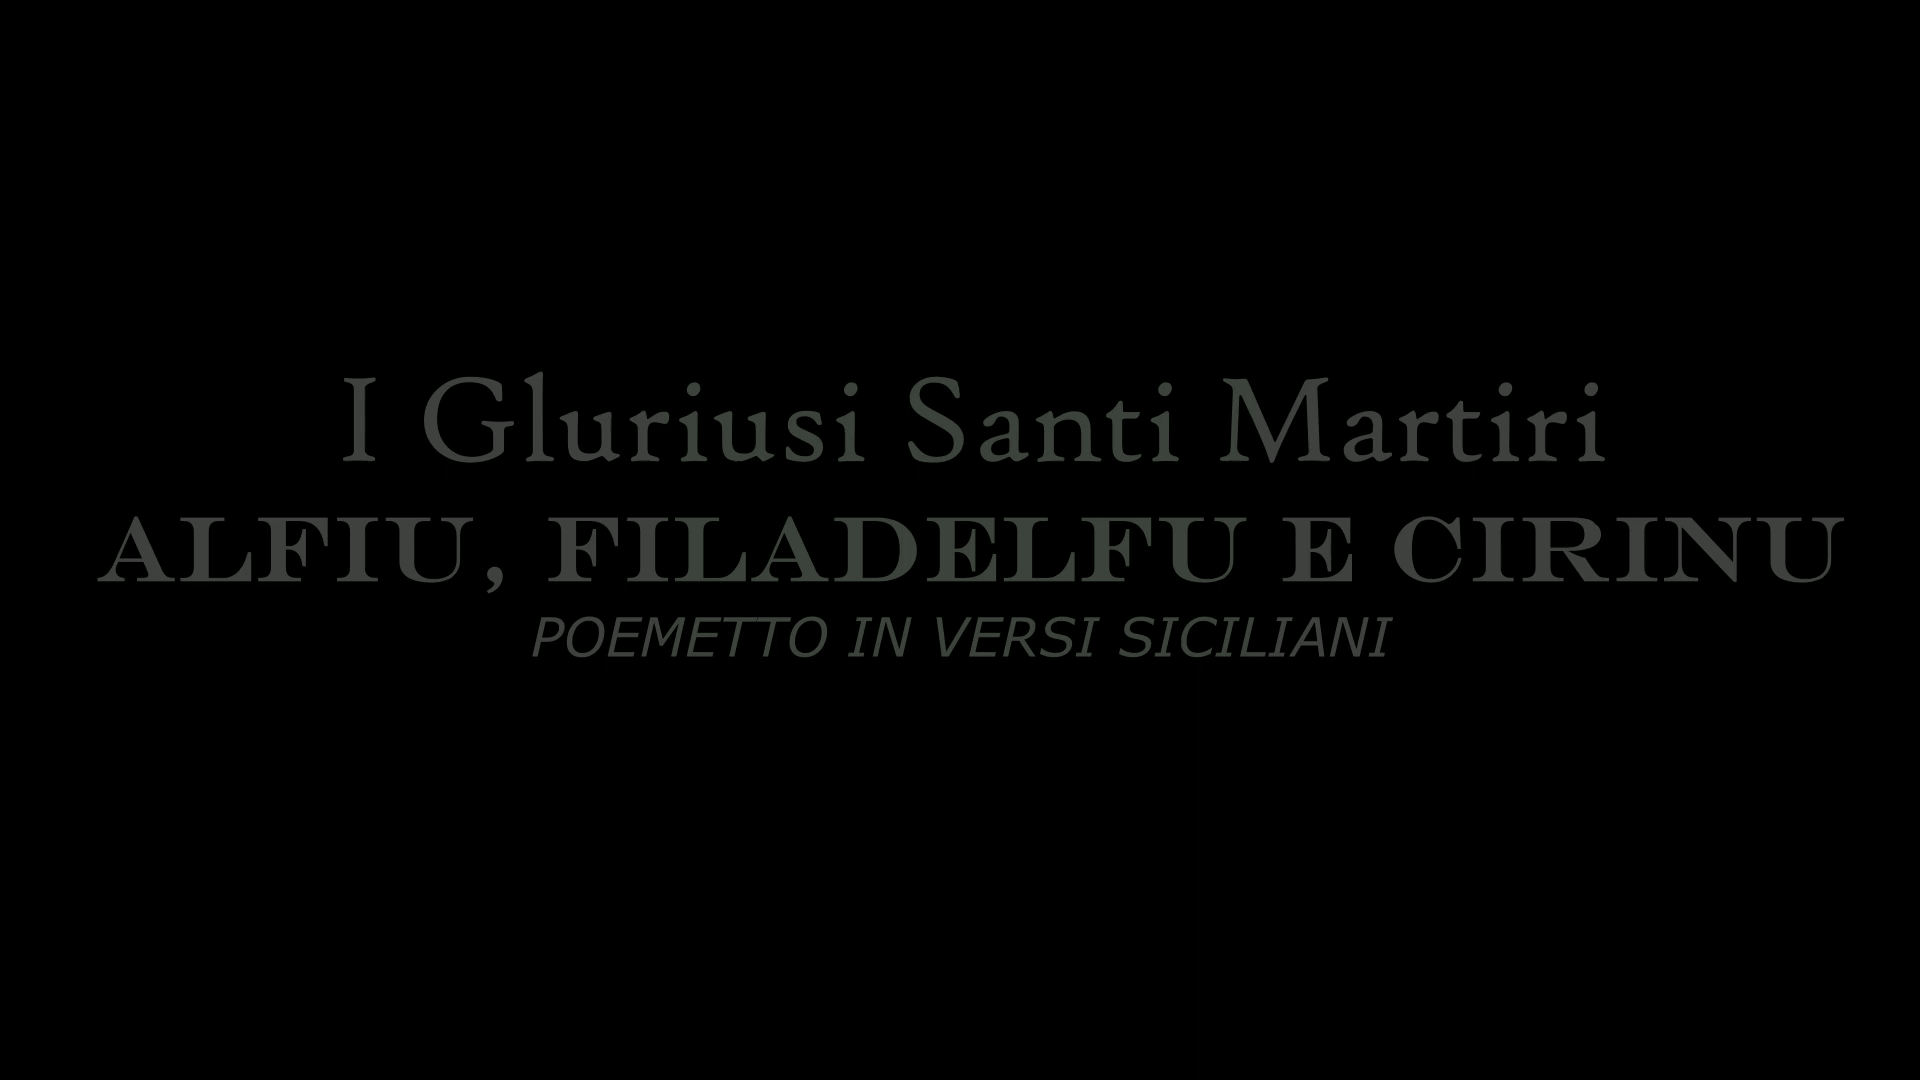 I Gluriusi Santi Martiri
ALFIU, FILADELFU E CIRINU
POEMETTO IN VERSI SICILIANI